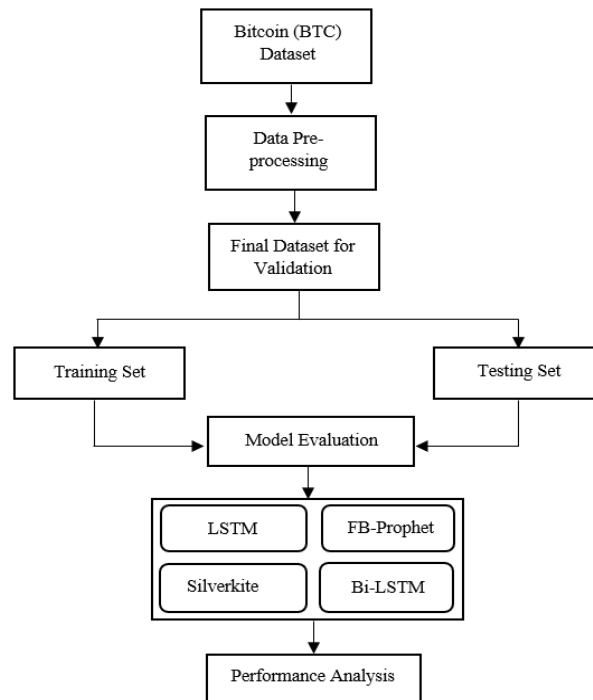 Bitcoin (BTC)
Dataset
Data Pre-
processing
Final Dataset for
Validation
Training Set
Testing Set
Model Evaluation
LSTM
FB-Prophet
Silverkite
Bi-LSTM
Performance Analysis